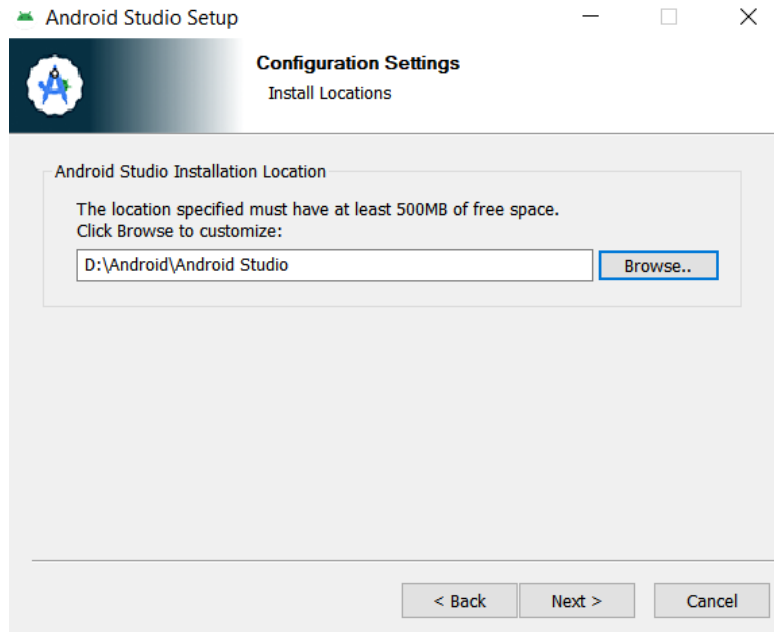 Android Studio Setup
Configuration Settings
Install Locations
Android Studio Installation Location
The location specified must have at least 500MB of free space.
Click Browse to customize:
D:\Android\Android Studio
Browse..
< Back
Next >
Cancel